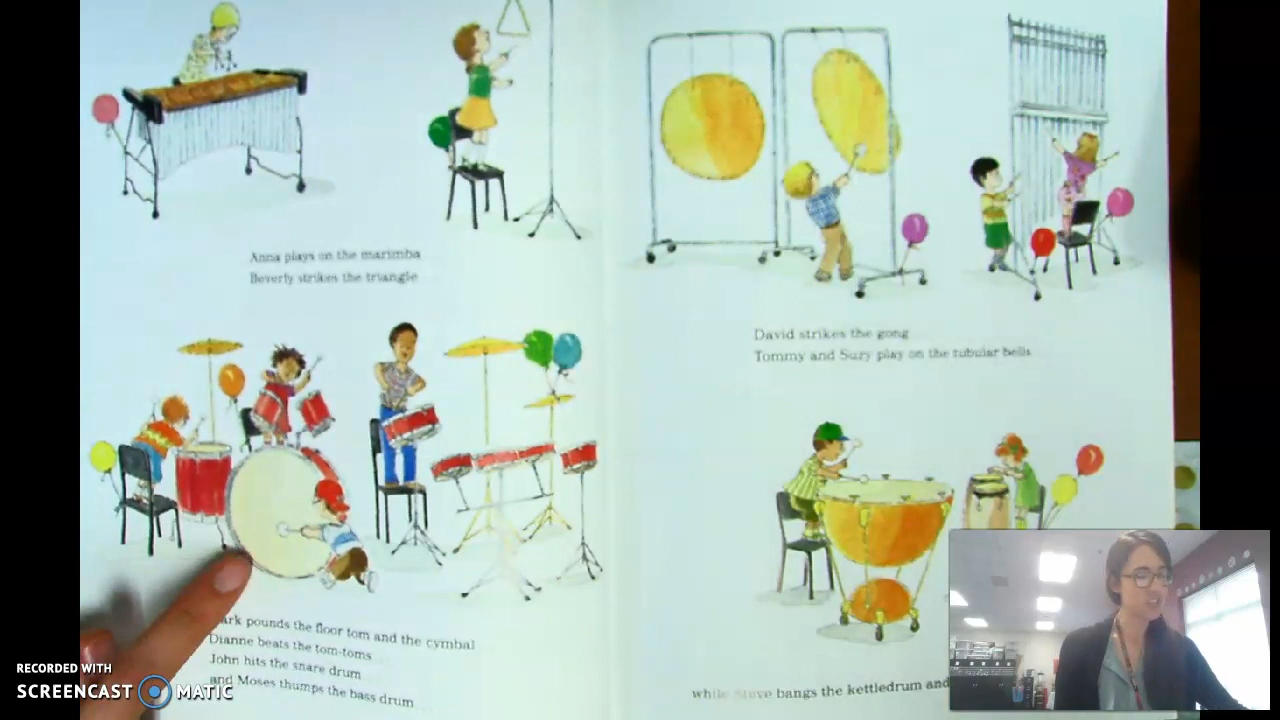 Anna plays on the marimba
Beverly strikes the triangle
ark pounds the floor tom and the cymbal
Dianne beats the tom-toms
John hits the snare drum
and Moses thumps the bass drum
David strikes the gong
Tommy and Suzy play on the tubular bells
while Steve bangs the kettledrum and
RECORDED WITH
SCREENCAST MATIC